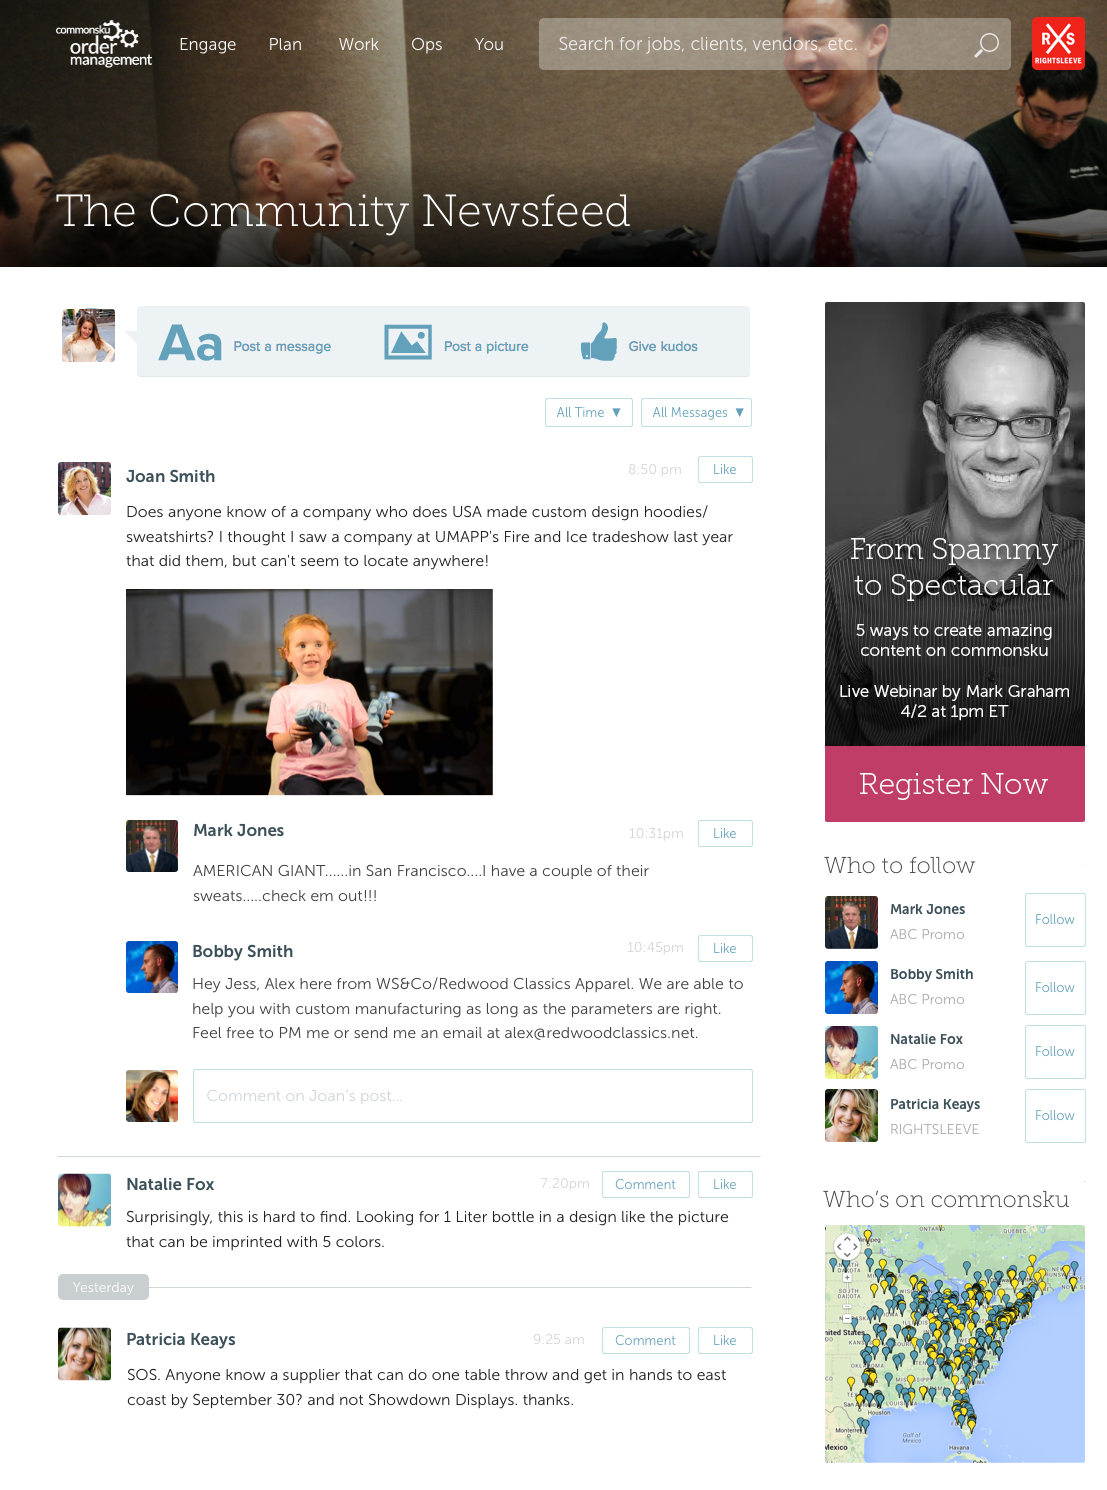 commonsku
order
management
Engage
Plan
Work
Ops
You
Search for jobs, clients, vendors, etc.
RXS
RIGHTSLEEVE
The Community Newsfeed
Aa
Post a message
Post a picture
Give kudos
All Time ▼
All Messages ▼
Joan Smith
8:50 pm
Like
Does anyone know of a company who does USA made custom design hoodies/
sweatshirts? I thought I saw a company at UMAPP's Fire and Ice tradeshow last year
that did them, but can't seem to locate anywhere!
Mark Jones
10:31pm
Like
AMERICAN GIANT......in San Francisco....I have a couple of their
sweats.....check em out!!!
Bobby Smith
10:45pm
Like
Hey Jess, Alex here from WS&Co/Redwood Classics Apparel. We are able to
help you with custom manufacturing as long as the parameters are right.
Feel free to PM me or send me an email at alex@redwoodclassics.net.
Comment on Joan's post...
Natalie Fox
7:20pm
Comment
Like
Surprisingly, this is hard to find. Looking for 1 Liter bottle in a design like the picture
that can be imprinted with 5 colors.
Yesterday
Patricia Keays
9:25 am
Comment
Like
SOS. Anyone know a supplier that can do one table throw and get in hands to east
coast by September 30? and not Showdown Displays. thanks.
From Spammy
to Spectacular
5 ways to create amazing
content on commonsku
Live Webinar by Mark Graham
4/2 at 1pm ET
Register Now
Who to follow
Mark Jones
ABC Promo
Follow
Bobby Smith
ABC Promo
Follow
Natalie Fox
ABC Promo
Follow
Patricia Keays
RIGHTSLEEVE
Follow
Who's on commonsku
ONTARIO
QUEBEC
SOUTH
DAKOTA
Houston
Gulf of
Mexico
Mexico
Havana